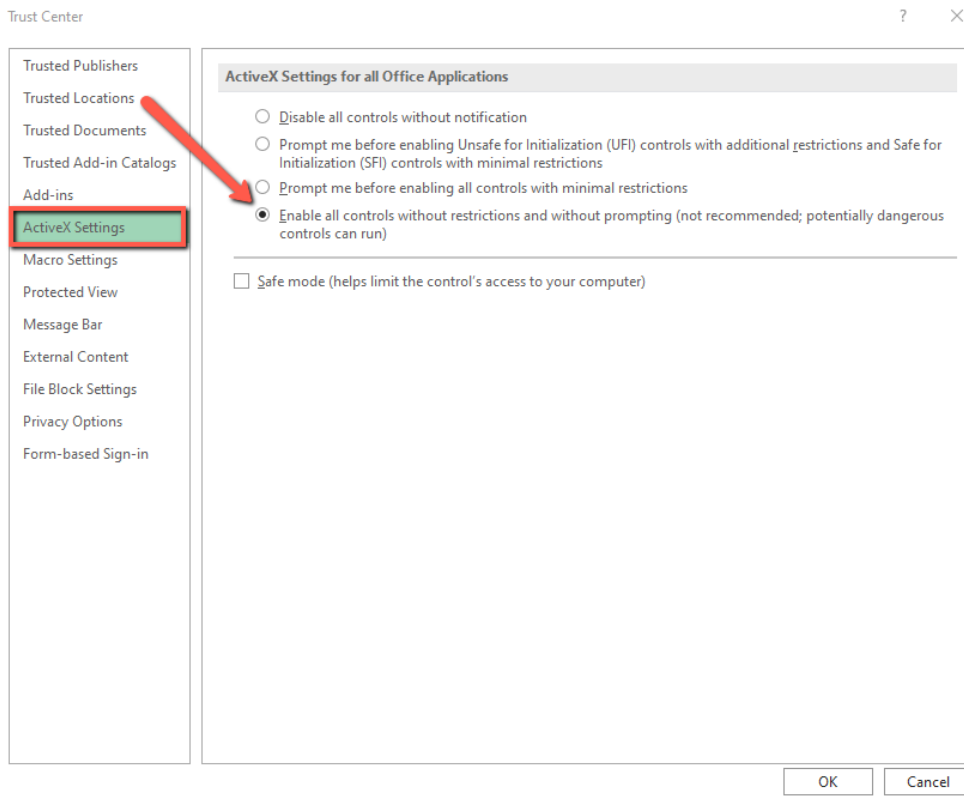 Trust Center
?
Trusted Publishers
Trusted Locations
Trusted Documents
Trusted Add-in Catalogs
Add-ins
ActiveX Settings
Macro Settings
Protected View
Message Bar
External Content
File Block Settings
Privacy Options
Form-based Sign-in
ActiveX Settings for all Office Applications
Disable all controls without notification
Prompt me before enabling Unsafe for Initialization (UFI) controls with additional restrictions and Safe for
Initialization (SFI) controls with minimal restrictions
Prompt me before enabling all controls with minimal restrictions
Enable all controls without restrictions and without prompting (not recommended; potentially dangerous
controls can run)
Safe mode (helps limit the control's access to your computer)
OK
Cancel